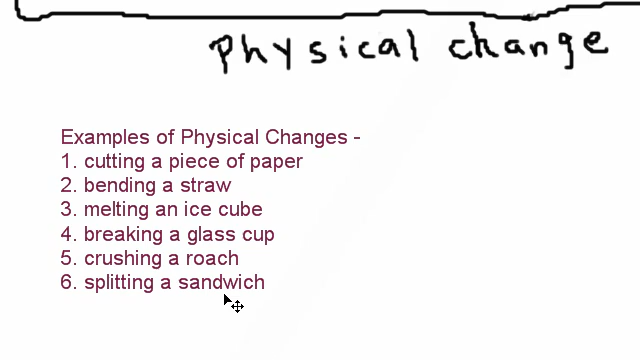 Physical change
Examples of Physical Changes -
1. cutting a piece of paper
2. bending a straw
3. melting an ice cube
4. breaking a glass cup
5. crushing a roach
6. splitting a sandwich